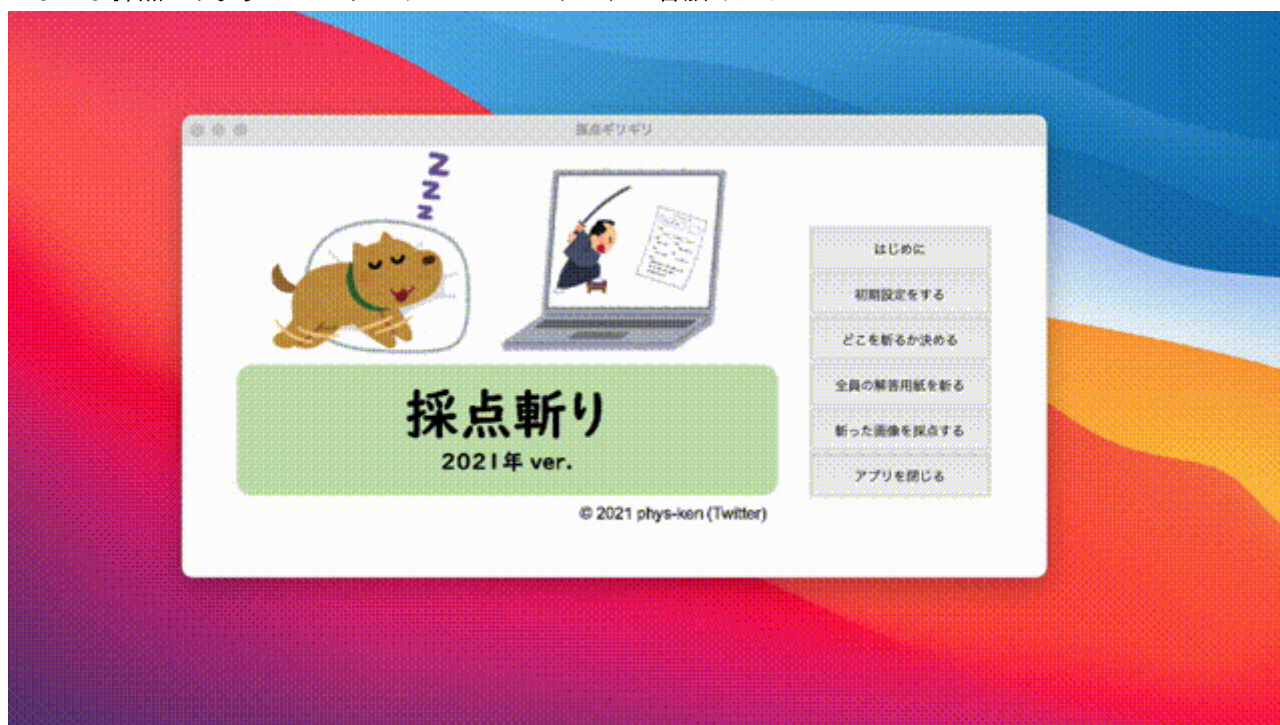 採点ギリギリ
z z Z
採点斬り
2021年 ver.
© 2021 phys-ken (Twitter)
はじめに
初期設定をする
どこを斬るか決める
全員の解答用紙を斬る
斬った画像を採点する
アプリを閉じる